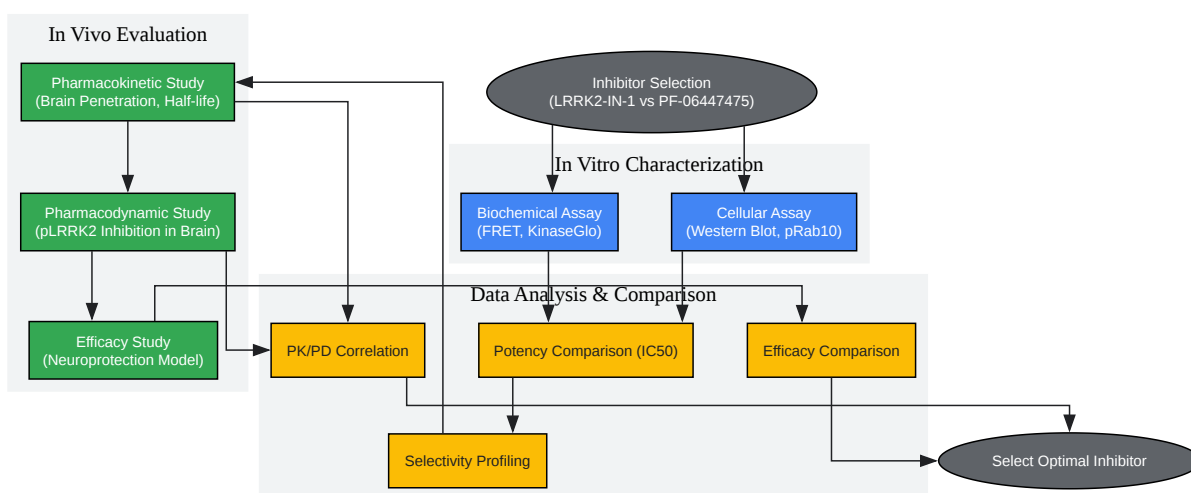 In Vivo Evaluation
Pharmacokinetic Study
(Brain Penetration, Half-life)
Inhibitor Selection
(LRRK2-IN-1 vs PF-06447475)
In Vitro Characterization
Pharmacodynamic Study
(pLRRK2 Inhibition in Brain)
Biochemical Assay
(FRET, KinaseGlo)
Cellular Assay
(Western Blot, pRab10)
Data Analysis & Comparison
Efficacy Study
(Neuroprotection Model)
PK/PD Correlation
Potency Comparison (IC50)
Efficacy Comparison
Selectivity Profiling
Select Optimal Inhibitor